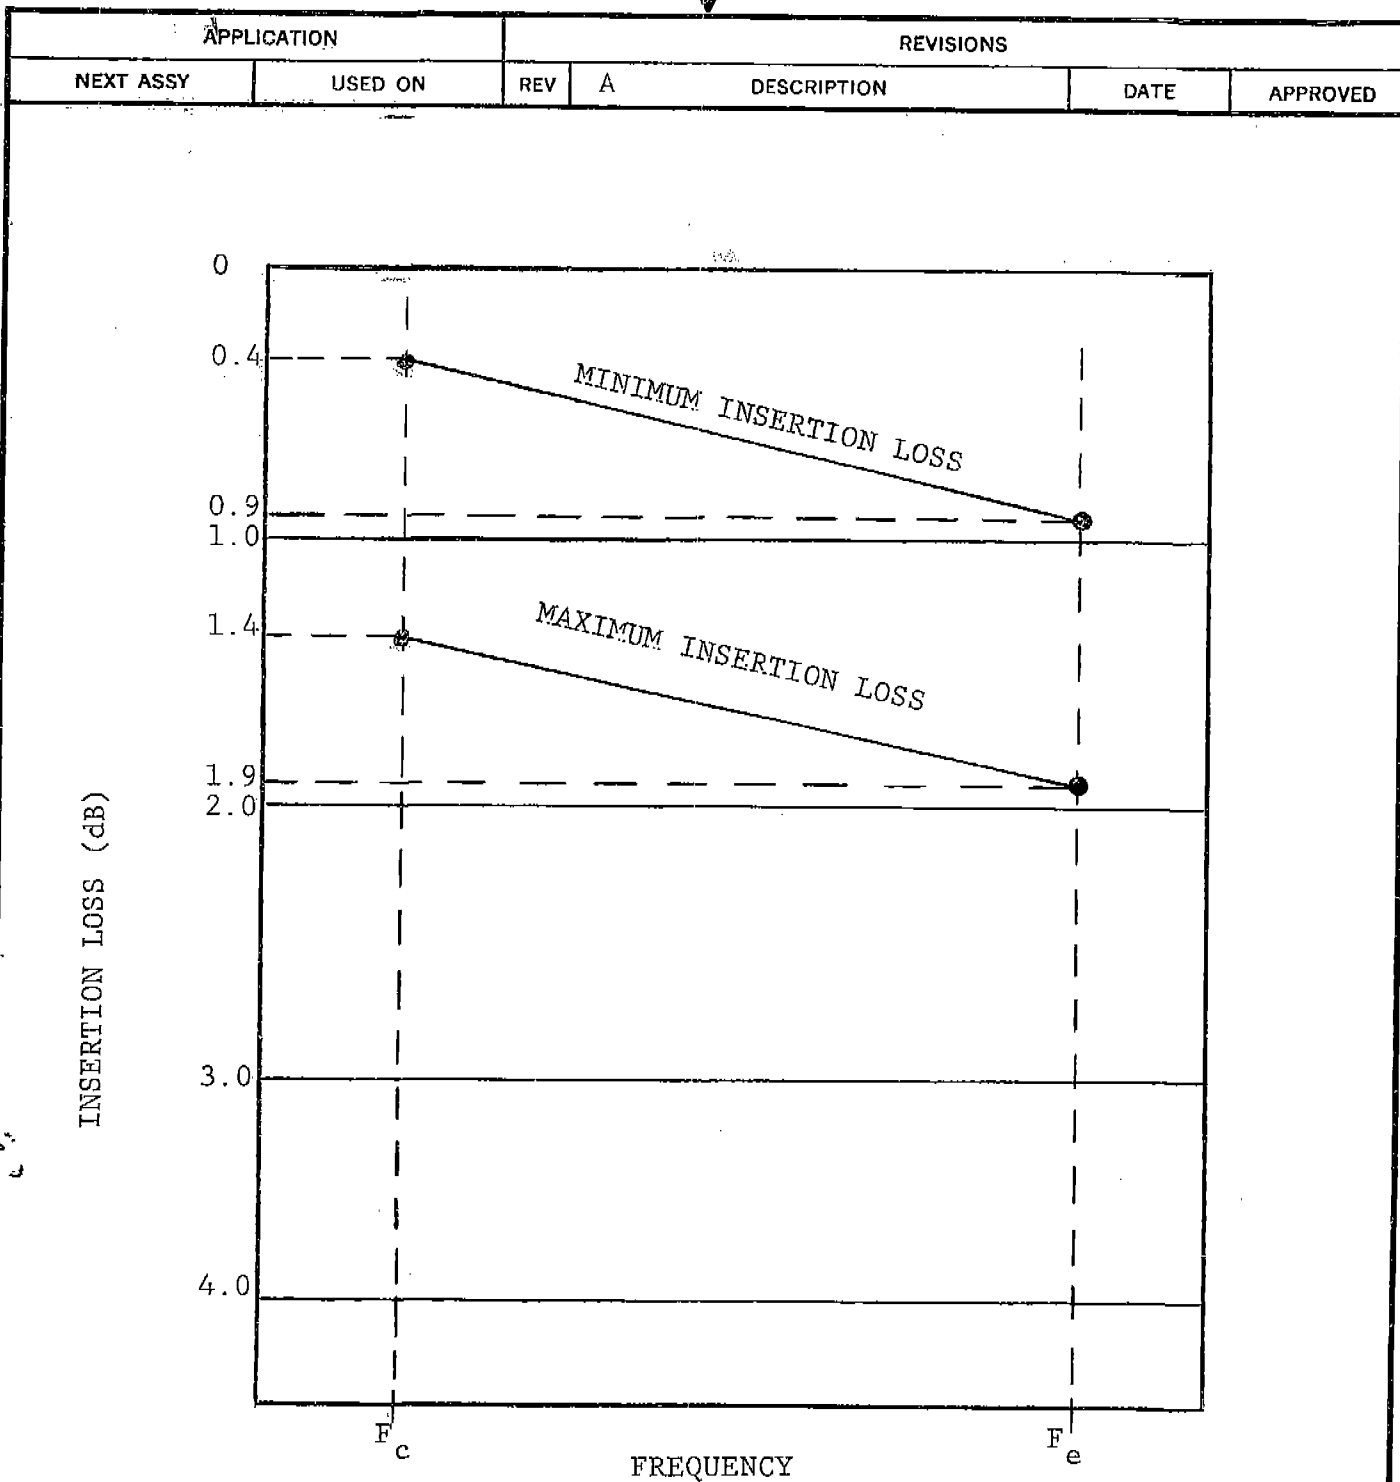 APPLICATION REVISIONS
NEXT ASSY USED ON REV A DESCRIPTION DATE APPROVED
0
0.4
MINIMUM INSERTION LOSS
0.9
1.0
1.4
MAXIMUM INSERTION LOSS
1.9
2.0
INSERTION LOSS (dB)
3.0
4.0
Fc Fe
FREQUENCY